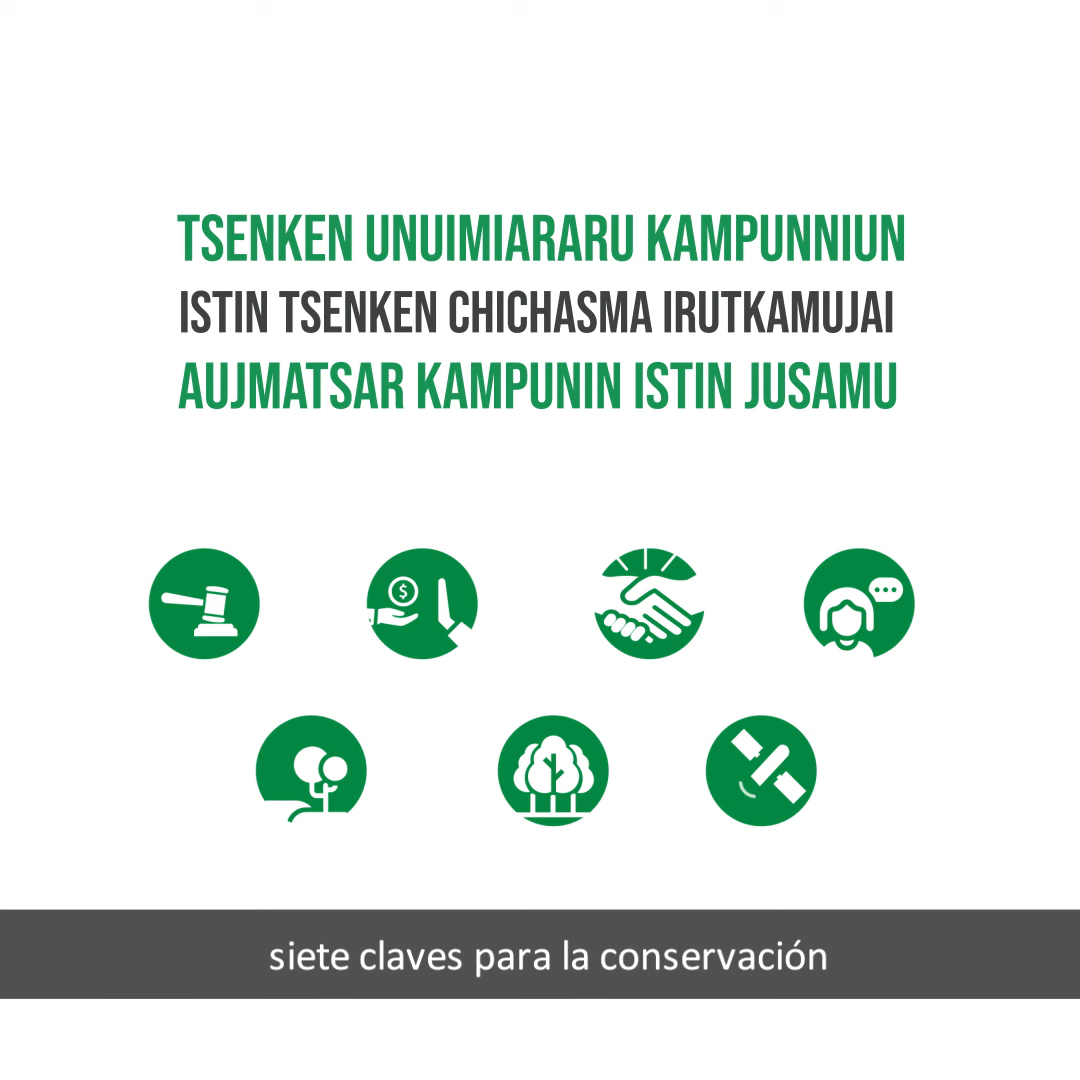 TSENKEN UNUIMIARARU KAMPUNNIUN
ISTIN TSENKEN CHICHASMA IRUTKAMUJAI
AUJMATSAR KAMPUNIN ISTIN JUSAMU
$
siete claves para la conservación